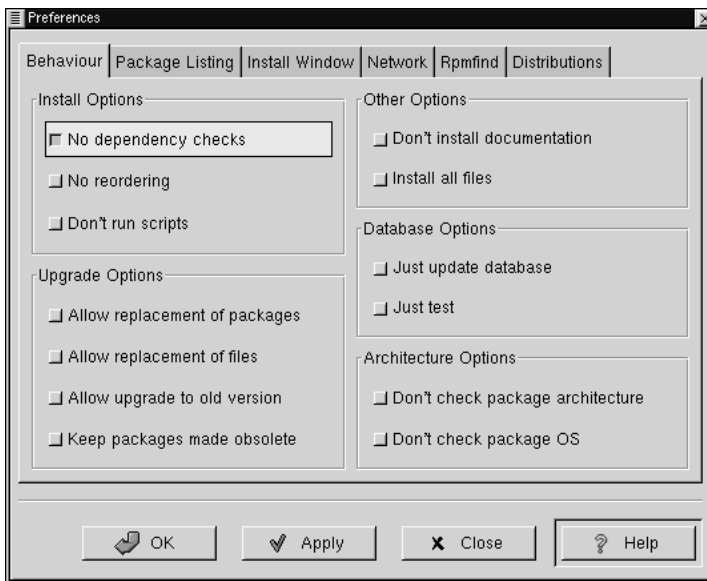 Preferences
Behaviour Package Listing Install Window Network Rpmfind Distributions
Install Options
No dependency checks
No reordering
Don't run scripts
Upgrade Options
Allow replacement of packages
Allow replacement of files
Allow upgrade to old version
Keep packages made obsolete
Other Options
Don't install documentation
Install all files
Database Options
Just update database
Just test
Architecture Options
Don't check package architecture
Don't check package OS
OK Apply Close Help